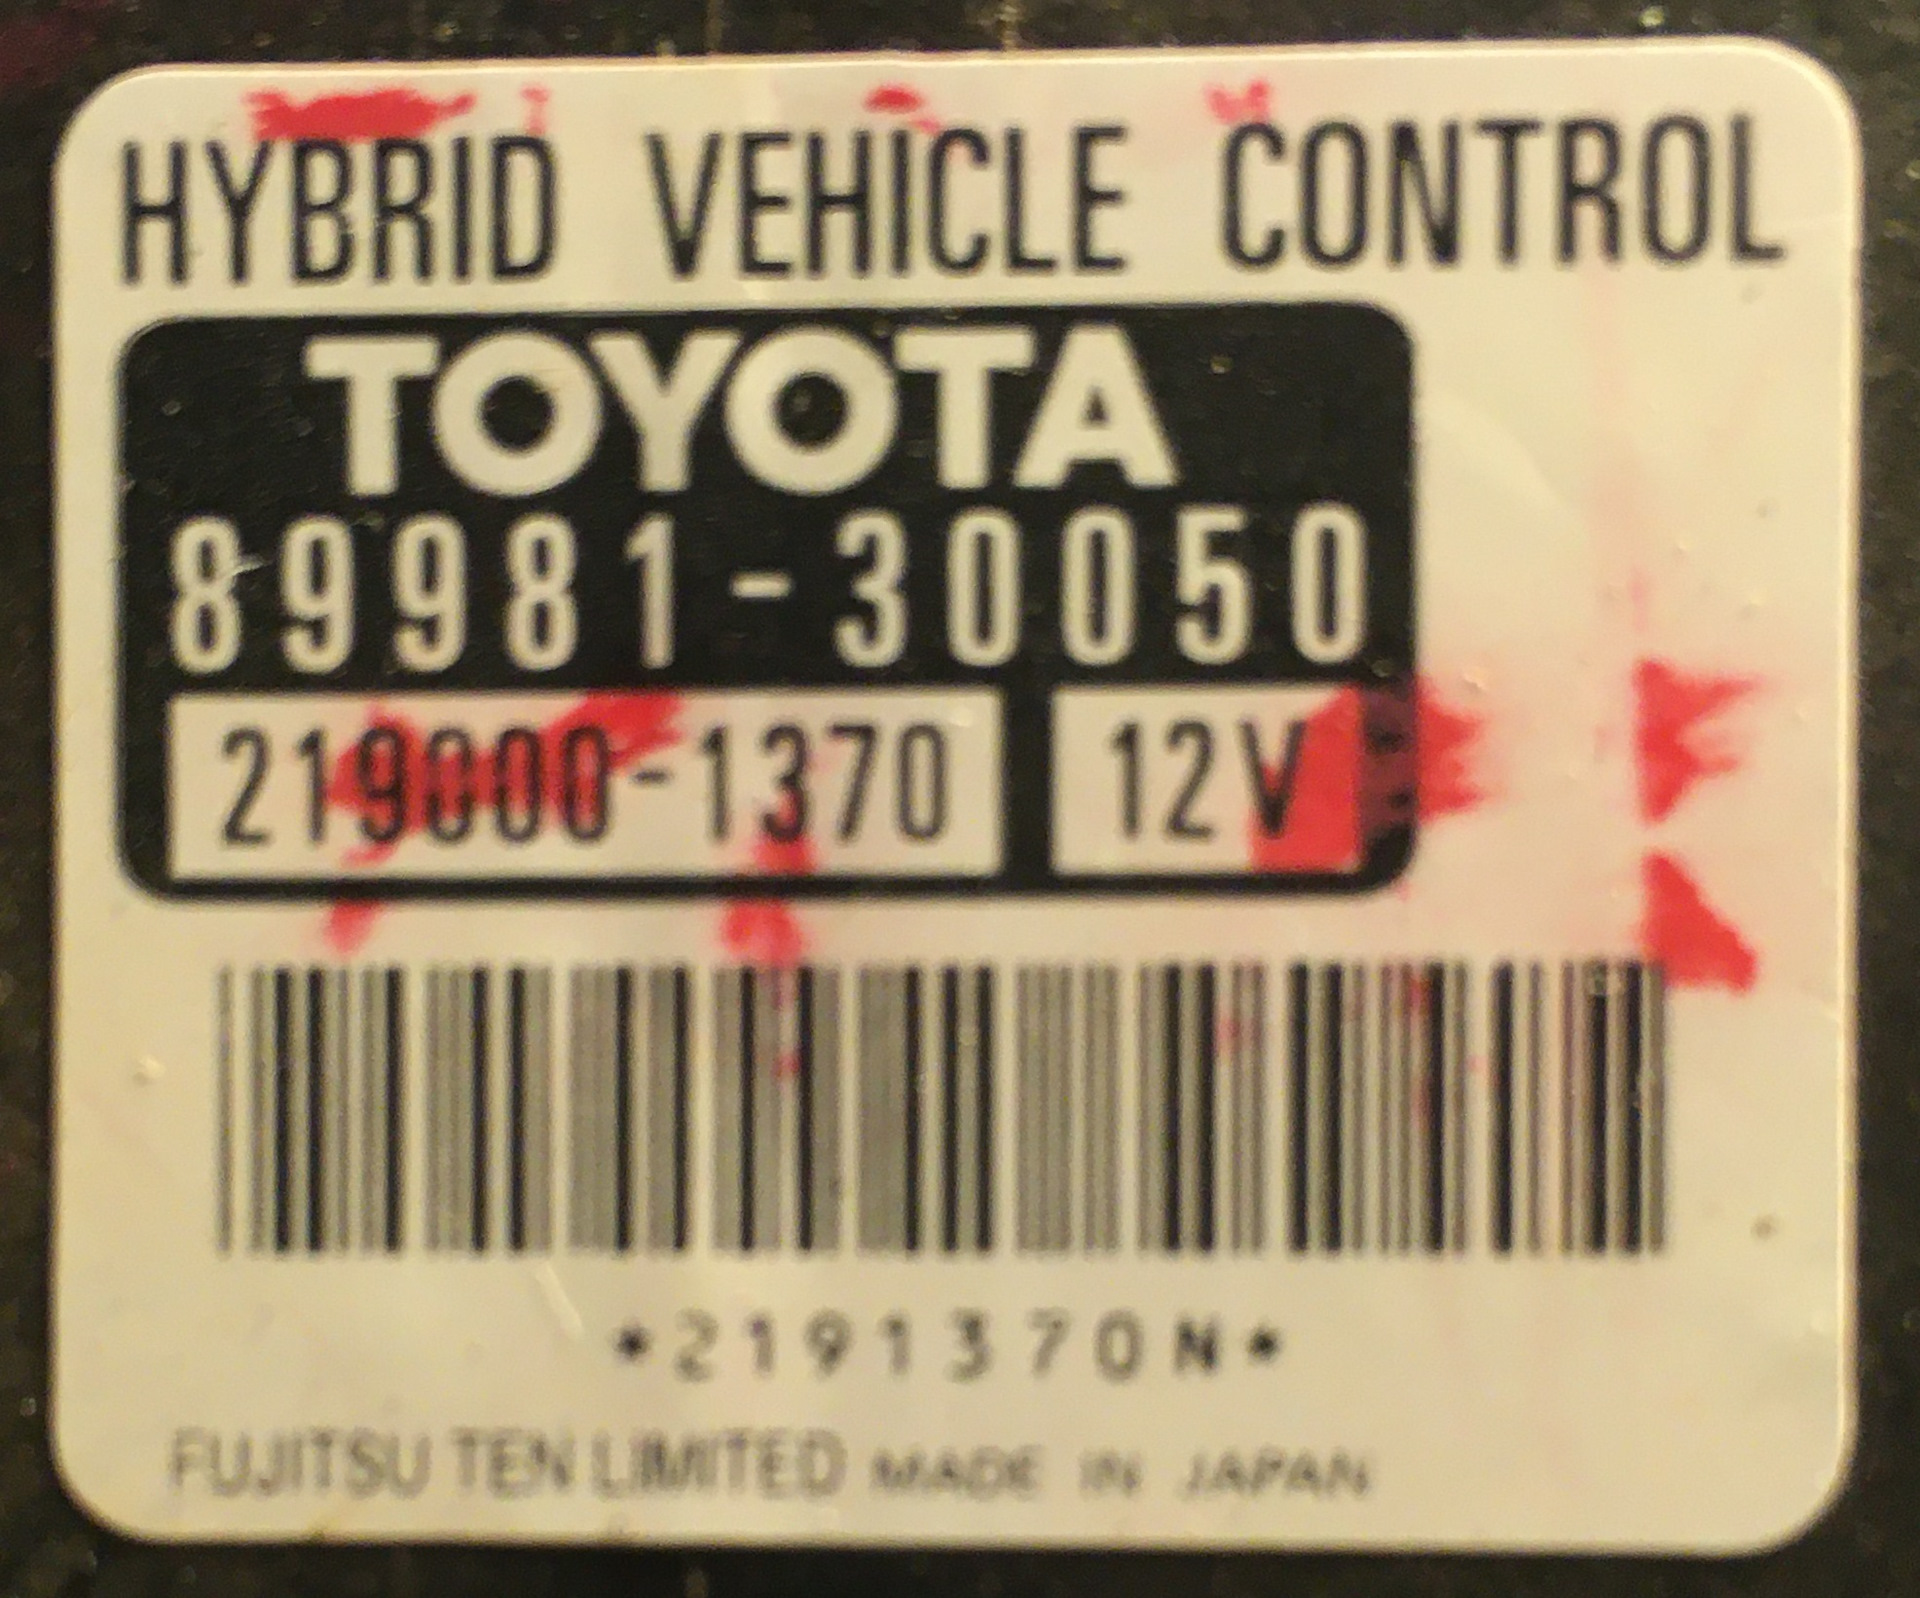 HYBRID VEHICLE CONTROL
TOYOTA
89981-30050
219000-1370 12V
*2191370N*
FUJITSU TEN LIMITED MADE IN JAPAN